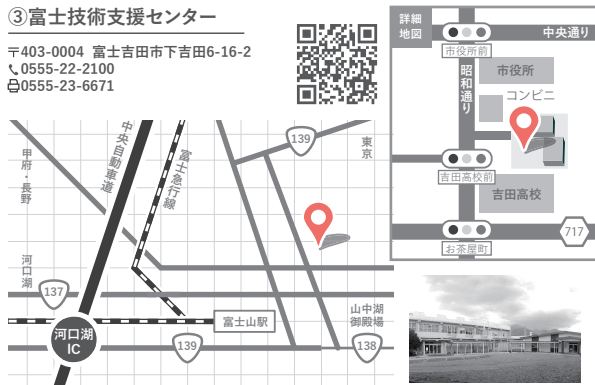 ③富士技術支援センター
〒403-0004 富士吉田市下吉田6-16-2
0555-22-2100
0555-23-6671
中央自動車道
富士急行線
甲府・長野
河口湖
137
河口湖
IC
139
東京
富士山駅
139
山中湖
御殿場
138
詳細
地図
中央通り
市役所前
昭和通り
市役所
コンビニ
吉田高校前
吉田高校
お茶屋町
717